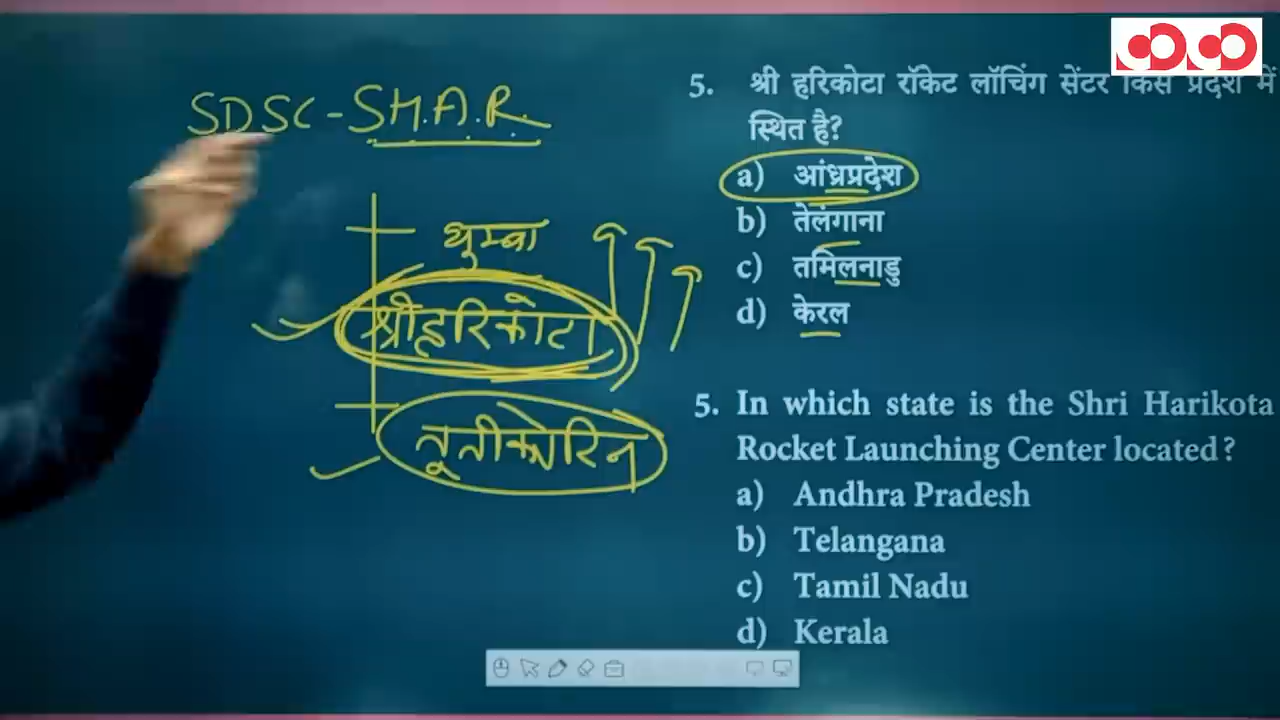 SDSC-S.H.A.R.
थुम्बा
श्रीहरिकोटा
तूतीकोरिन
5. श्री हरिकोटा रॉकेट लॉचिंग सेंटर किस प्रदेश में
स्थित है?
a) आंध्रप्रदेश
b) तेलंगाना
c) तमिलनाडु
d) केरल
5. In which state is the Shri Harikota
Rocket Launching Center located?
a) Andhra Pradesh
b) Telangana
c) Tamil Nadu
d) Kerala